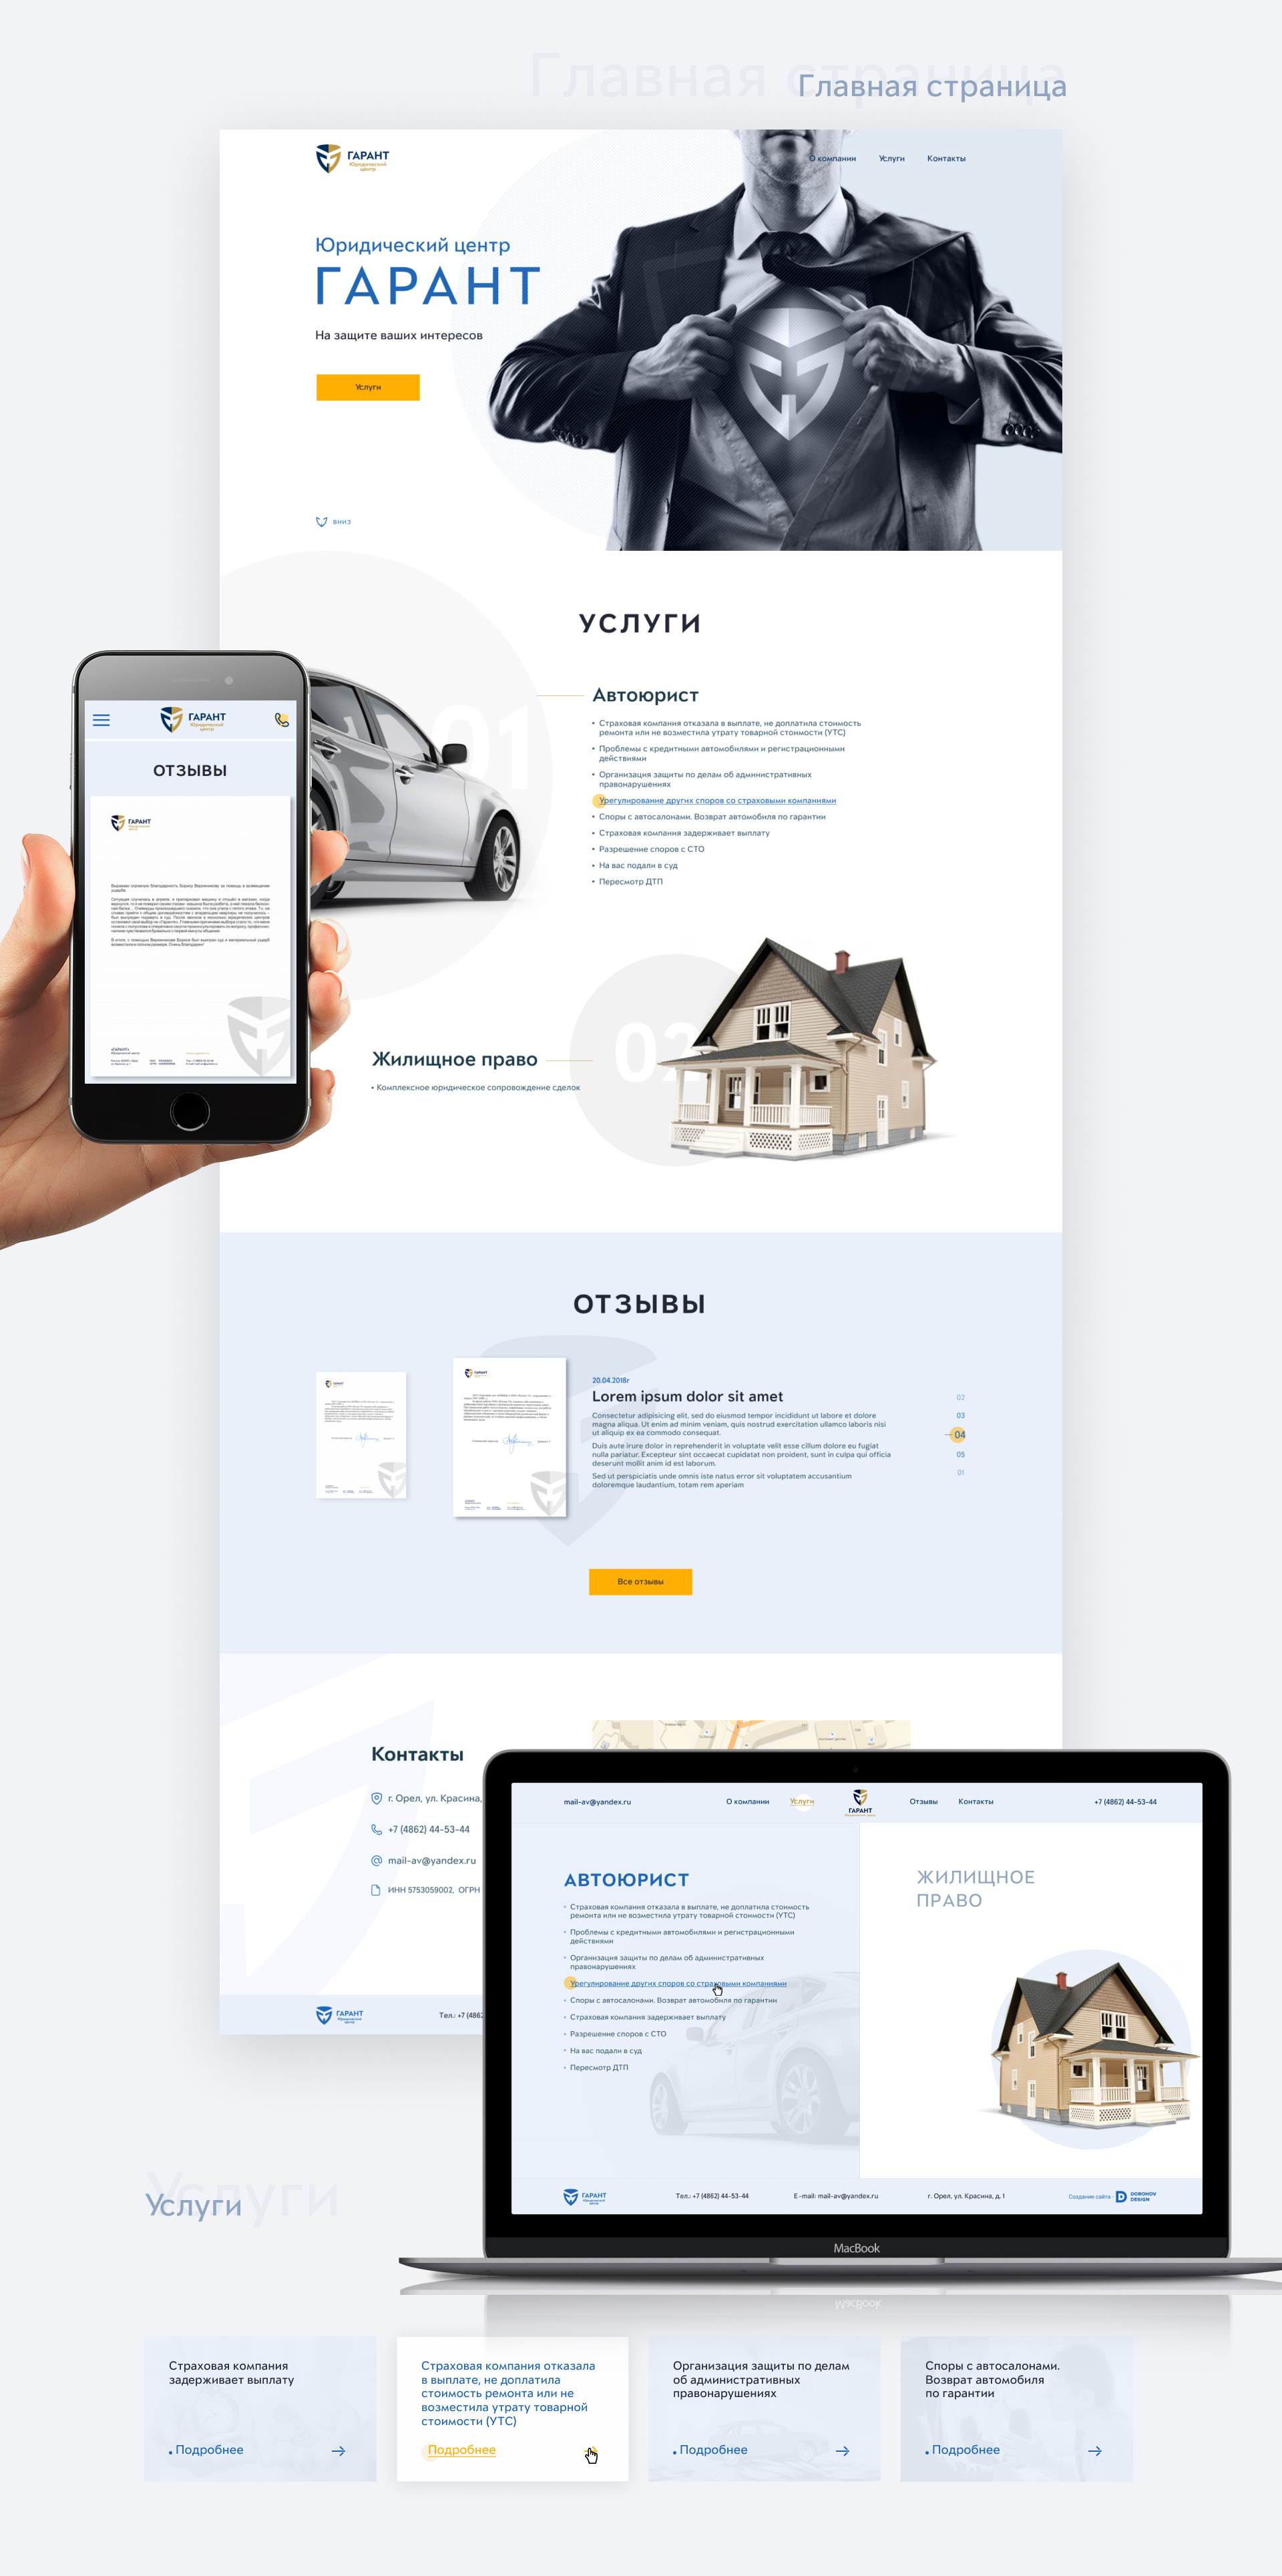 Главная страница
Главная страница
ГАРАНТ
Юридический
центр
О компании
Услуги
Контакты
Юридический центр
ГАРАНТ
На защите ваших интересов
Услуги
вниз
УСЛУГИ
01
Автоюрист
• Страховая компания отказала в выплате, не доплатила стоимость
ремонта или не возместила утрату товарной стоимости (УТС)
• Проблемы с кредитными автомобилями и регистрационными
действиями
• Организация защиты по делам об административных
правонарушениях
Урегулирование других споров со страховыми компаниями
• Споры с автосалонами. Возврат автомобиля по гарантии
• Страховая компания задерживает выплату
• Разрешение споров с СТО
• На вас подали в суд
• Пересмотр ДТП
ГАРАНТ
Юридический
центр
ОТЗЫВЫ
ГАРАНТ
02
Жилищное право
• Комплексное юридическое сопровождение сделок
ОТЗЫВЫ
20.04.2018г
Lorem ipsum dolor sit amet
Consectetur adipisicing elit, sed do eiusmod tempor incididunt ut labore et dolore
magna aliqua. Ut enim ad minim veniam, quis nostrud exercitation ullamco laboris nisi
ut aliquip ex ea commodo consequat.
Duis aute irure dolor in reprehenderit in voluptate velit esse cillum dolore eu fugiat
nulla pariatur. Excepteur sint occaecat cupidatat non proident, sunt in culpa qui officia
deserunt mollit anim id est laborum.
Sed ut perspiciatis unde omnis iste natus error sit voluptatem accusantium
doloremque laudantium, totam rem aperiam
02
03
04
05
01
Все отзывы
Контакты
г. Орел, ул. Красина,
+7 (4862) 44-53-44
mail-av@yandex.ru
ИНН 5753059002, ОГРН
ГАРАНТ
Юридический
центр
Тел.: +7 (4862
mail-av@yandex.ru
О компании
Услуги
ГАРАНТ
Юридический центр
Отзывы
Контакты
+7 (4862) 44-53-44
АВТОЮРИСТ
• Страховая компания отказала в выплате, не доплатила стоимость
ремонта или не возместила утрату товарной стоимости (УТС)
• Проблемы с кредитными автомобилями и регистрационными
действиями
• Организация защиты по делам об административных
правонарушениях
Урегулирование других споров со страховыми компаниями
• Споры с автосалонами. Возврат автомобиля по гарантии
• Страховая компания задерживает выплату
• Разрешение споров с СТО
• На вас подали в суд
• Пересмотр ДТП
ЖИЛИЩНОЕ
ПРАВО
ГАРАНТ
Юридический
центр
Тел.: +7 (4862) 44-53-44
E-mail: mail-av@yandex.ru
г. Орел, ул. Красина, д. 1
Создание сайта -
DOROHOV
DESIGN
MacBook
Услуги
Услуги
Страховая компания
задерживает выплату
• Подробнее
Страховая компания отказала
в выплате, не доплатила
стоимость ремонта или не
возместила утрату товарной
стоимости (УТС)
Подробнее
Организация защиты по делам
об административных
правонарушениях
• Подробнее
Споры с автосалонами.
Возврат автомобиля
по гарантии
• Подробнее